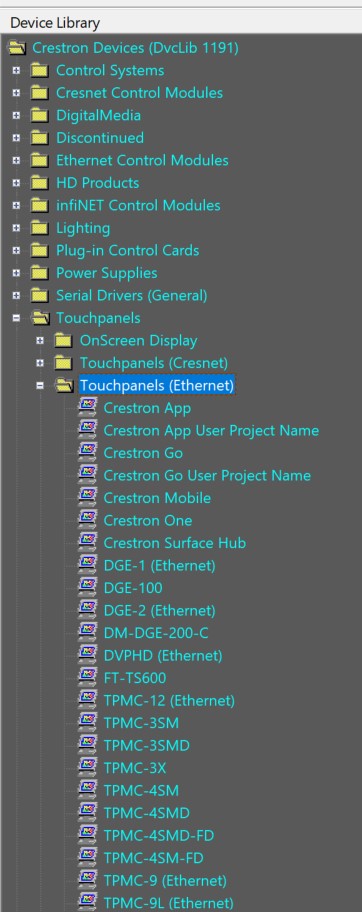 Device Library
Crestron Devices (DvcLib 1191)
Control Systems
Cresnet Control Modules
DigitalMedia
Discontinued
Ethernet Control Modules
HD Products
infiNET Control Modules
Lighting
Plug-in Control Cards
Power Supplies
Serial Drivers (General)
Touchpanels
OnScreen Display
Touchpanels (Cresnet)
Touchpanels (Ethernet)
Crestron App
Crestron App User Project Name
Crestron Go
Crestron Go User Project Name
Crestron Mobile
Crestron One
Crestron Surface Hub
DGE-1 (Ethernet)
DGE-100
DGE-2 (Ethernet)
DM-DGE-200-C
DVPHD (Ethernet)
FT-TS600
TPMC-12 (Ethernet)
TPMC-3SM
TPMC-3SMD
TPMC-3X
TPMC-4SM
TPMC-4SMD
TPMC-4SMD-FD
TPMC-4SM-FD
TPMC-9 (Ethernet)
TPMC-9L (Ethernet)